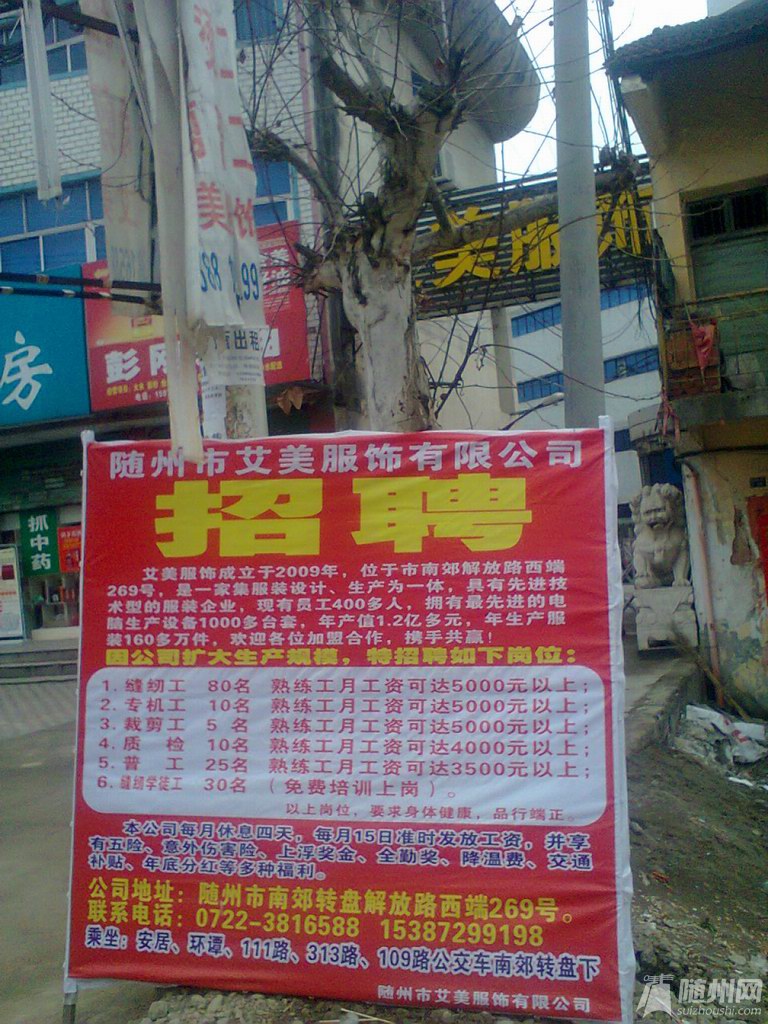 艾美服饰
房
彭
抓中药
随州市艾美服饰有限公司
招聘
艾美服饰成立于2009年，位于市南郊解放路西端
269号，是一家集服装设计、生产为一体，具有先进技
术型的服装企业，现有员工400多人，拥有最先进的电
脑生产设备1000多台套，年产值1.2亿多元，年生产服
装160多万件，欢迎各位加盟合作，携手共赢！
因公司扩大生产规模，特招聘如下岗位：
1. 缝纫工 80名 熟练工月工资可达5000元以上；
2. 专机工 10名 熟练工月工资可达5000元以上；
3. 裁剪工 5名 熟练工月工资可达5000元以上；
4. 质 检 10名 熟练工月工资可达4000元以上；
5. 普 工 25名 熟练工月工资可达3500元以上；
6. 缝纫学徒工 30名 （免费培训上岗）。
以上岗位，要求身体健康，品行端正。
本公司每月休息四天，每月15日准时发放工资，并享
有五险、意外伤害险、上浮奖金、全勤奖、降温费、交通
补贴、年底分红等多种福利。
公司地址：随州市南郊转盘解放路西端269号。
联系电话：0722-3816588 15387299198
乘坐：安居、环潭、111路、313路、109路公交车南郊转盘下
随州市艾美服饰有限公司
随州网
suizhoushi.com